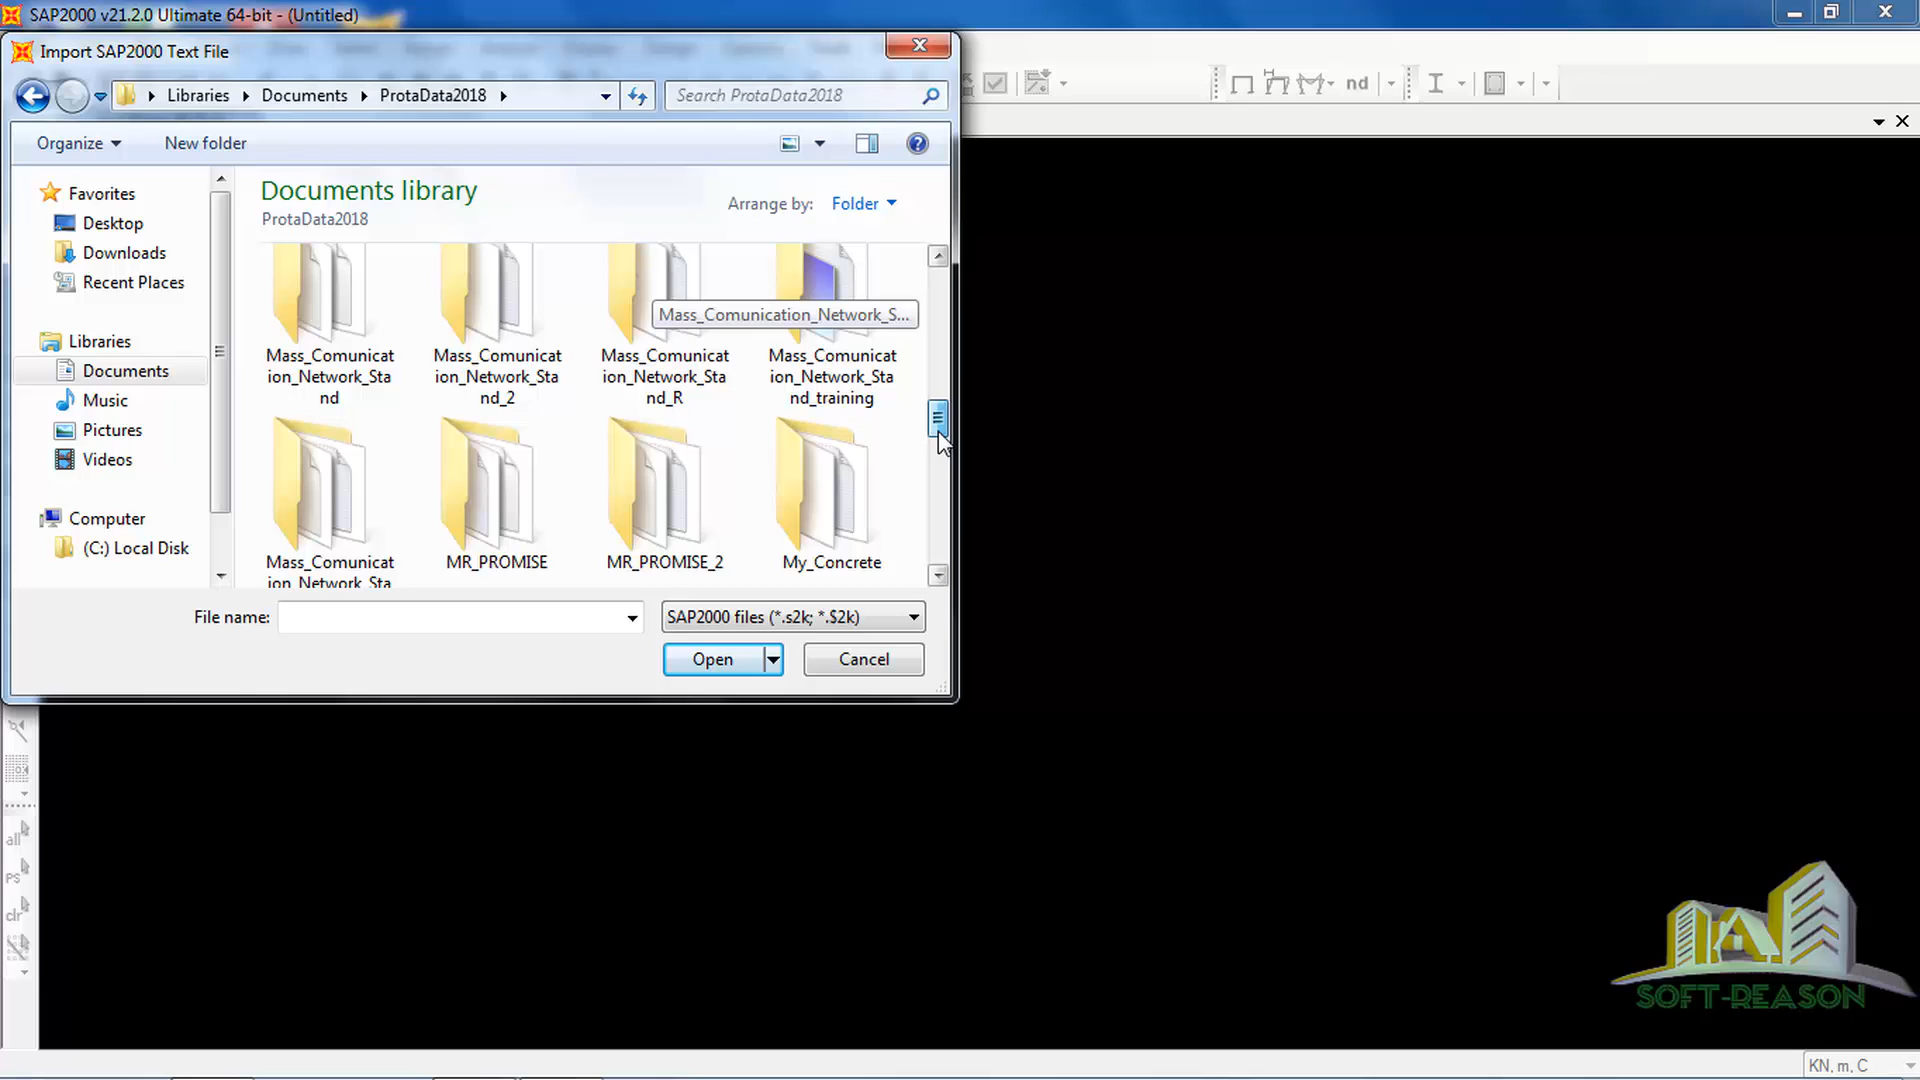 SAP2000 v21.2.0 Ultimate 64-bit - (Untitled)
Import SAP2000 Text File
Libraries
Documents
ProtaData2018
Search ProtaData2018
nd
Organize
New folder
Favorites
Desktop
Downloads
Recent Places
Libraries
Documents
Music
Pictures
Videos
Computer
(C:) Local Disk
Documents library
ProtaData2018
Arrange by:
Folder
Mass_Comunication_Network_S...
Mass_Comunicat
ion_Network_Sta
nd
Mass_Comunicat
ion_Network_Sta
nd_2
Mass_Comunicat
ion_Network_Sta
nd_R
Mass_Comunicat
ion_Network_Sta
nd_training
Mass_Comunicat
ion_Network_Sta
MR_PROMISE
MR_PROMISE_2
My_Concrete
File name:
SAP2000 files (*.s2k; *.$2k)
Open
Cancel
all
PS
clr
SOFT-REASON
KN, m, C